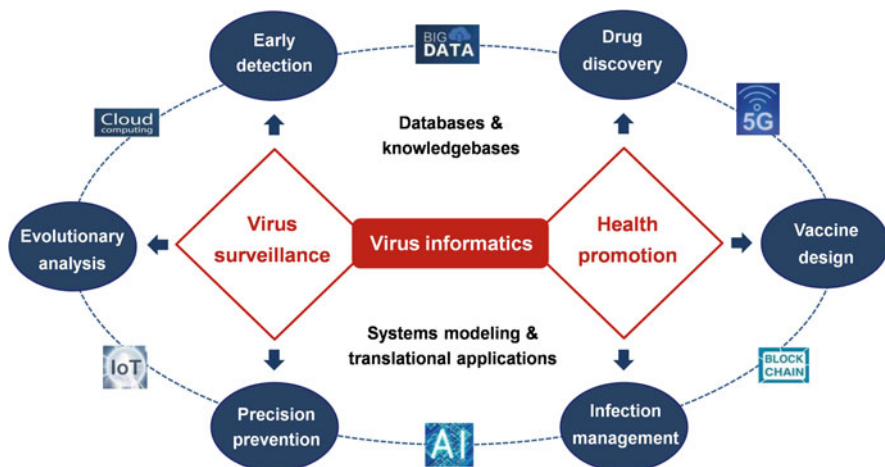 Early
detection
BIG
DATA
Drug
discovery
Cloud
computing
5G
Databases &
knowledgebases
Evolutionary
analysis
Virus
surveillance
Virus informatics
Health
promotion
Vaccine
design
Systems modeling &
translational applications
IoT
BLOCK
CHAIN
Precision
prevention
AI
Infection
management